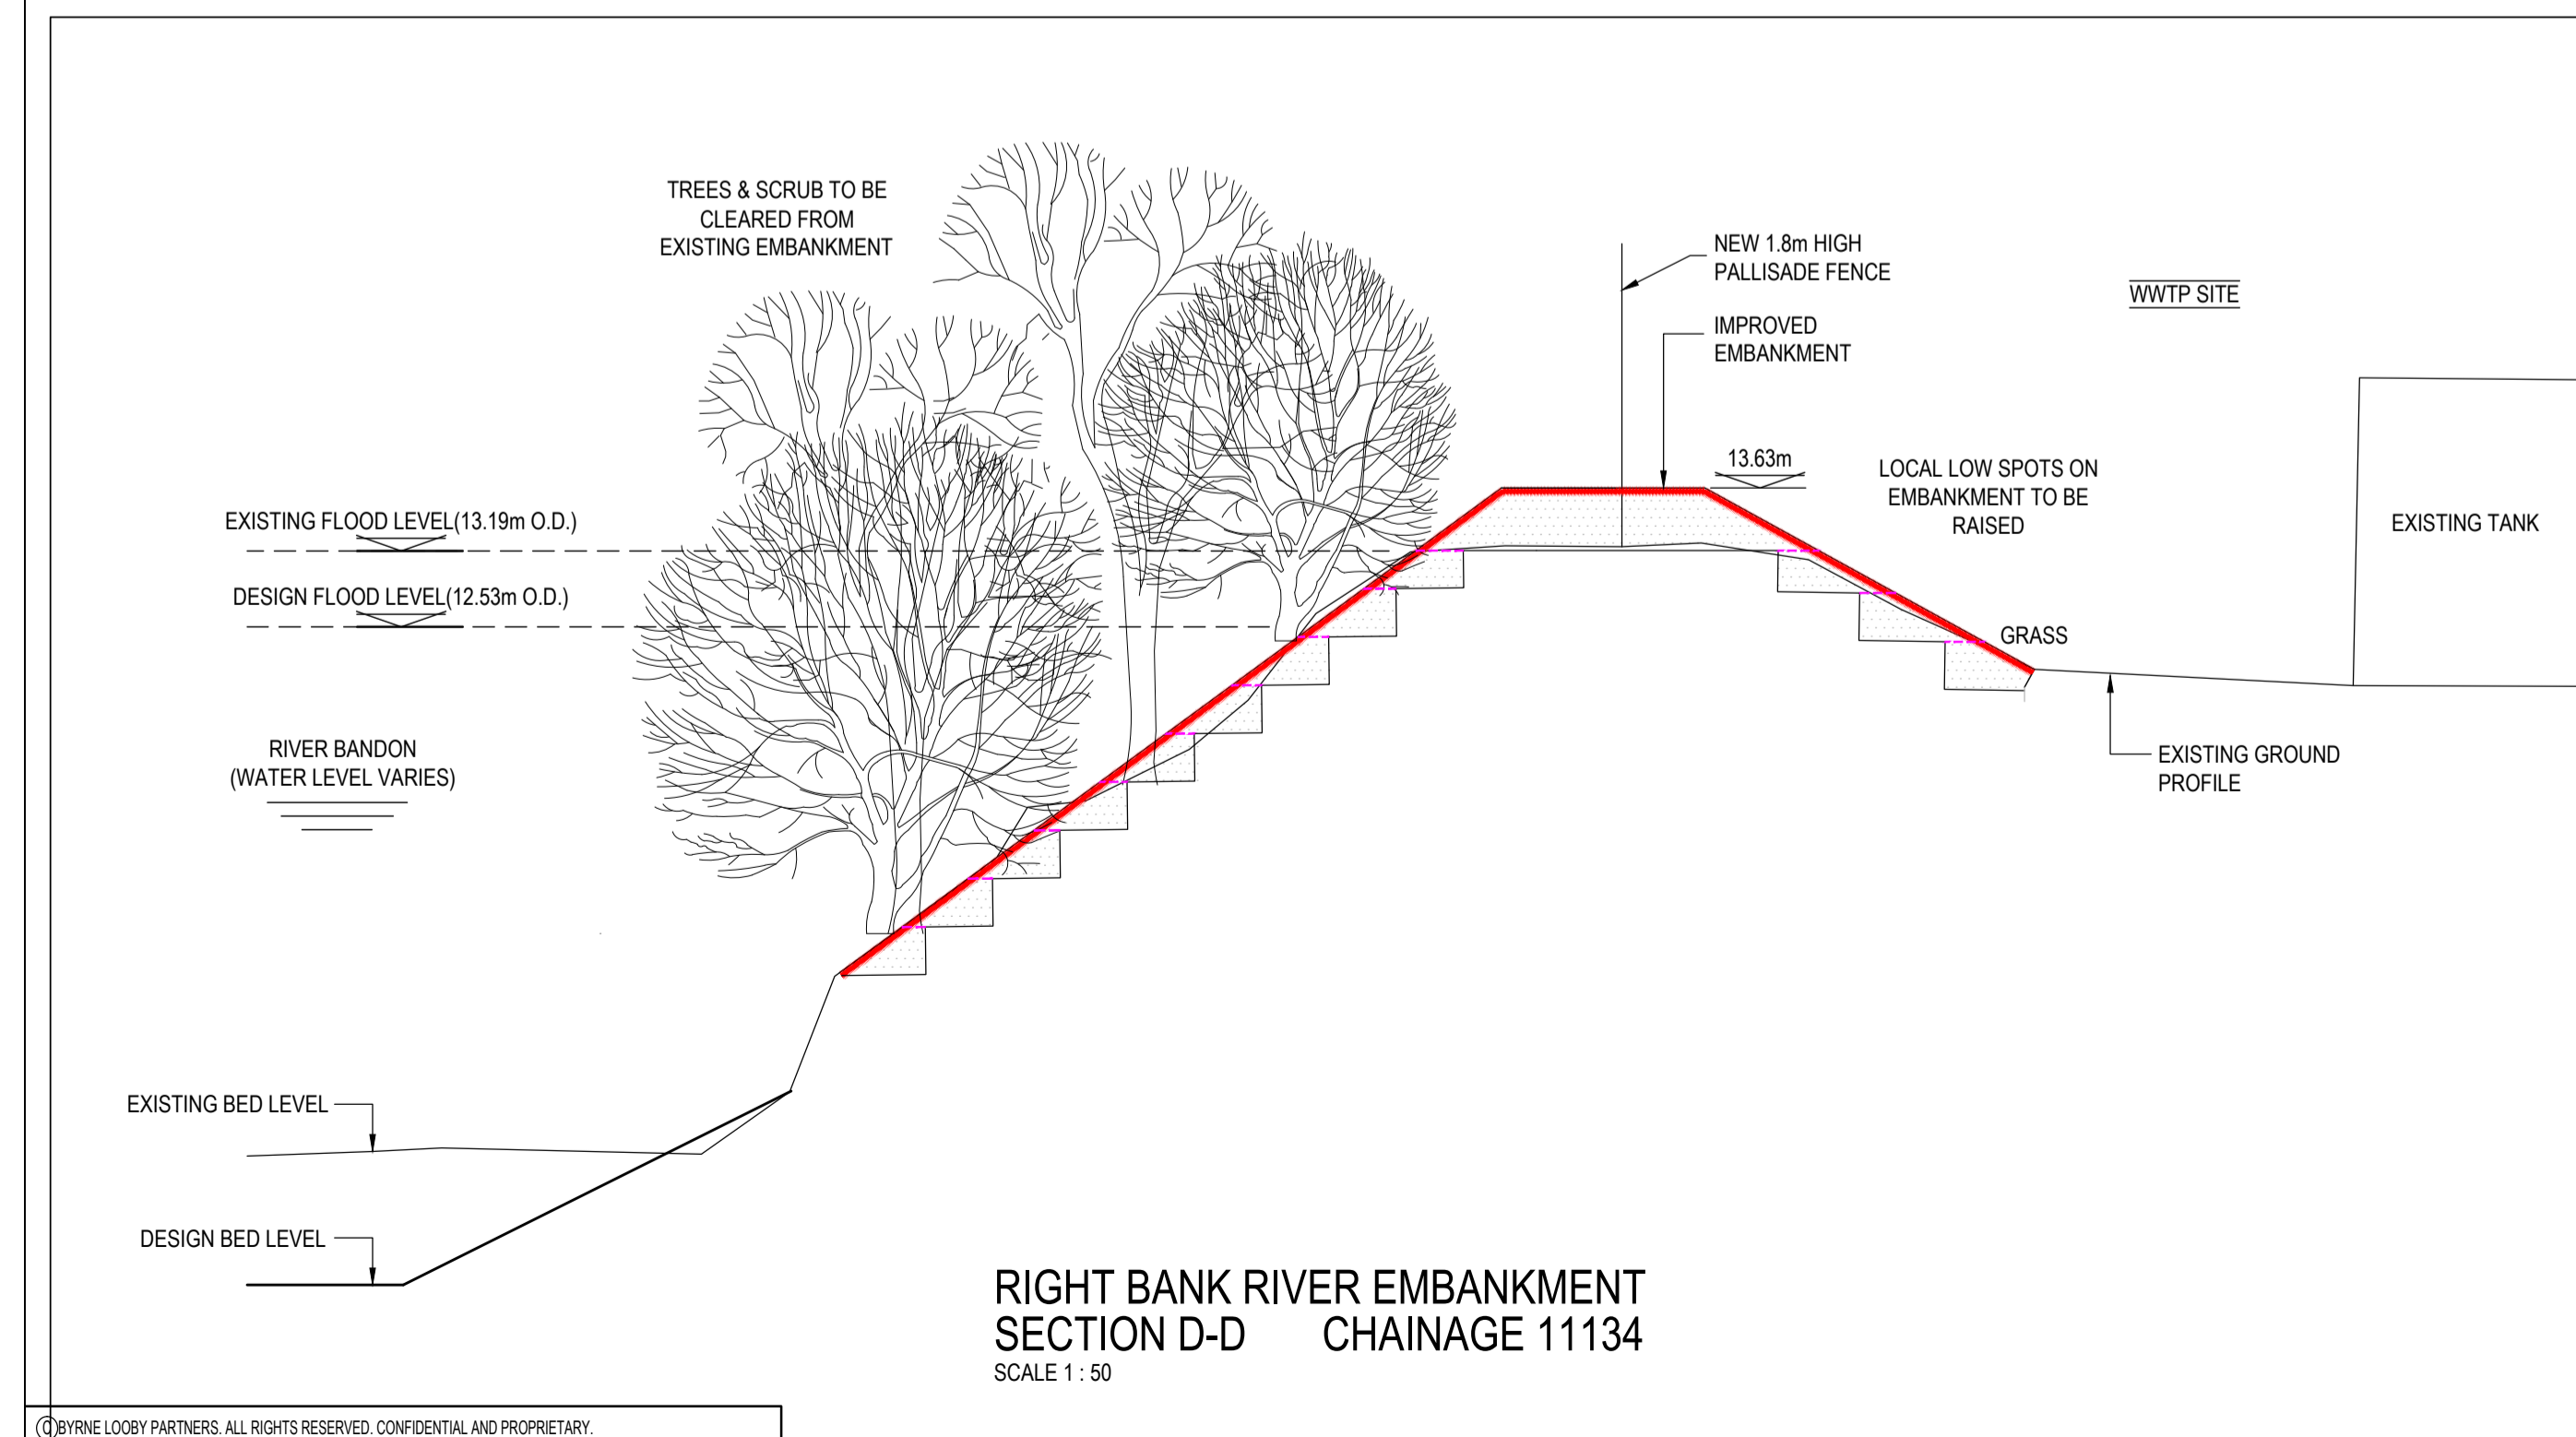 TREES & SCRUB TO BE
CLEARED FROM
EXISTING EMBANKMENT
NEW 1.8m HIGH
PALLISADE FENCE
WWTP SITE
IMPROVED
EMBANKMENT
13.63m
LOCAL LOW SPOTS ON
EMBANKMENT TO BE
RAISED
EXISTING TANK
EXISTING FLOOD LEVEL(13.19m O.D.)
DESIGN FLOOD LEVEL(12.53m O.D.)
GRASS
RIVER BANDON
(WATER LEVEL VARIES)
EXISTING GROUND
PROFILE
EXISTING BED LEVEL
DESIGN BED LEVEL
RIGHT BANK RIVER EMBANKMENT
SECTION D-D CHAINAGE 11134
SCALE 1 : 50
©BYRNE LOOBY PARTNERS. ALL RIGHTS RESERVED. CONFIDENTIAL AND PROPRIETARY.